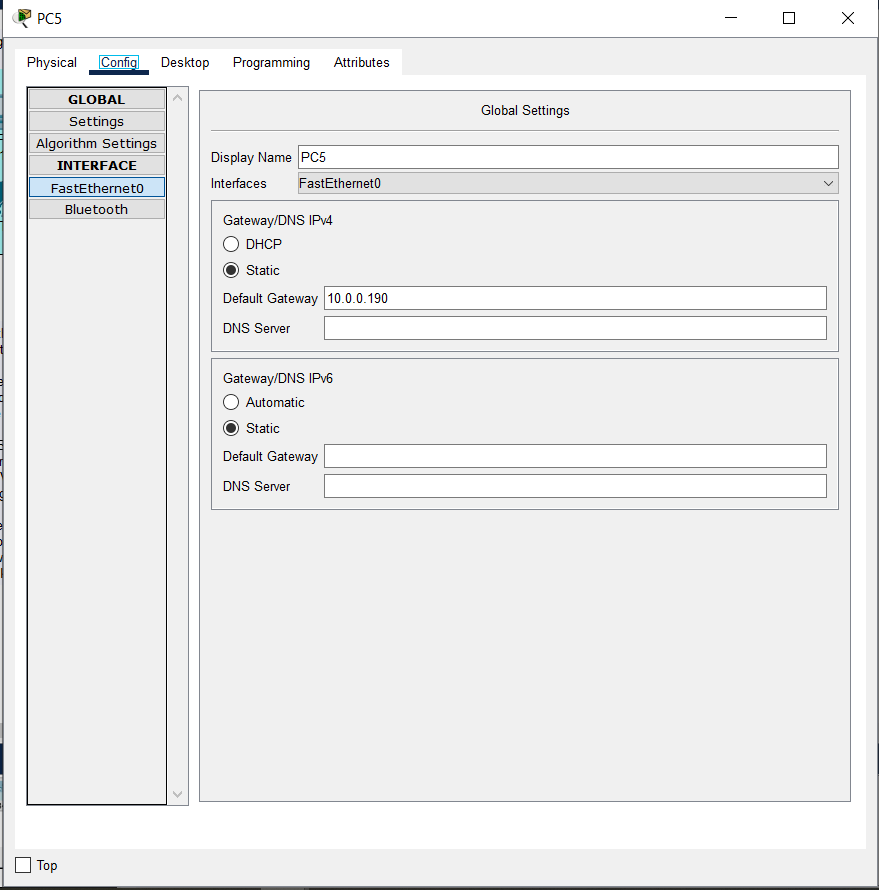 PC5
Physical Config Desktop Programming Attributes
GLOBAL
Settings
Algorithm Settings
INTERFACE
FastEthernet0
Bluetooth
Global Settings
Display Name PC5
Interfaces FastEthernet0
Gateway/DNS IPv4
DHCP
Static
Default Gateway 10.0.0.190
DNS Server
Gateway/DNS IPv6
Automatic
Static
Default Gateway
DNS Server
Top